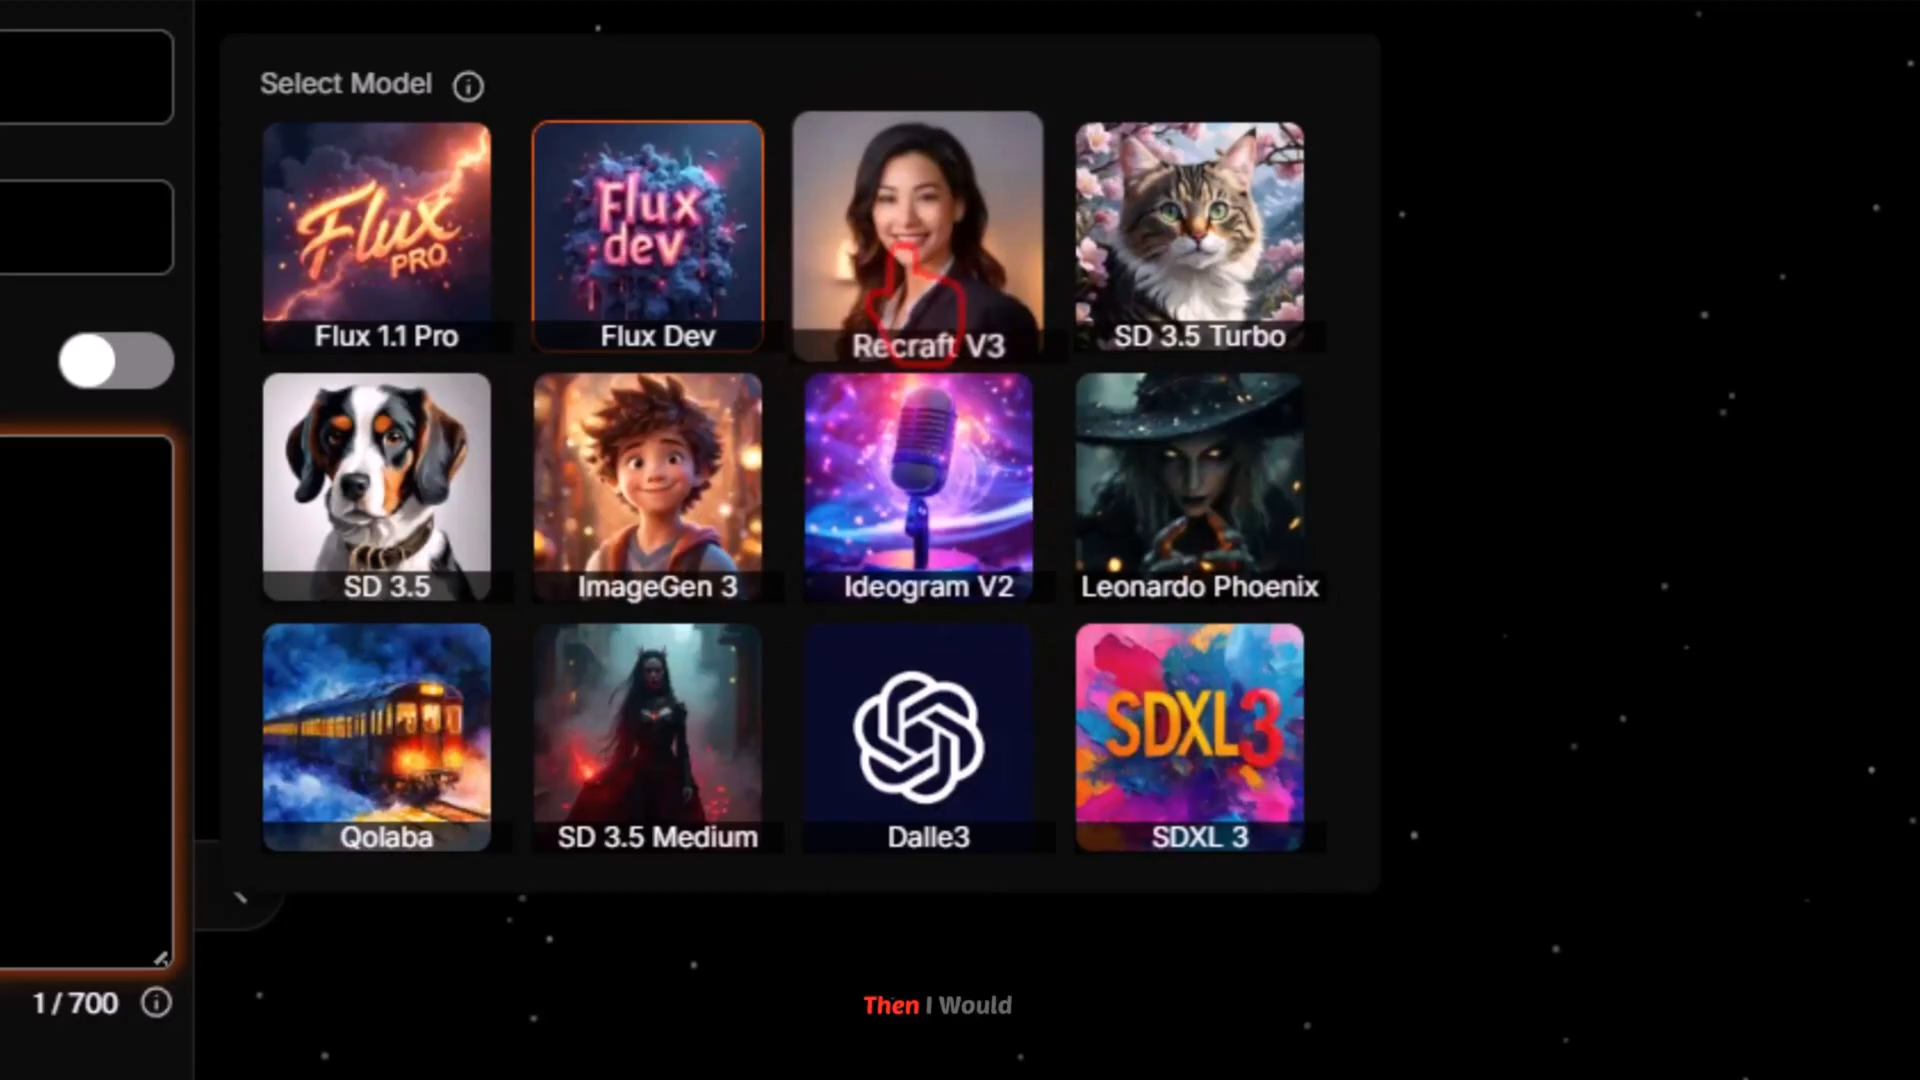 Select Model
Flux PRO
Flux dev
Flux 1.1 Pro
Flux Dev
Recraft V3
SD 3.5 Turbo
SD 3.5
ImageGen 3
Ideogram V2
Leonardo Phoenix
SDXL3
Qolaba
SD 3.5 Medium
Dalle3
SDXL 3
1 / 700
Then I Would